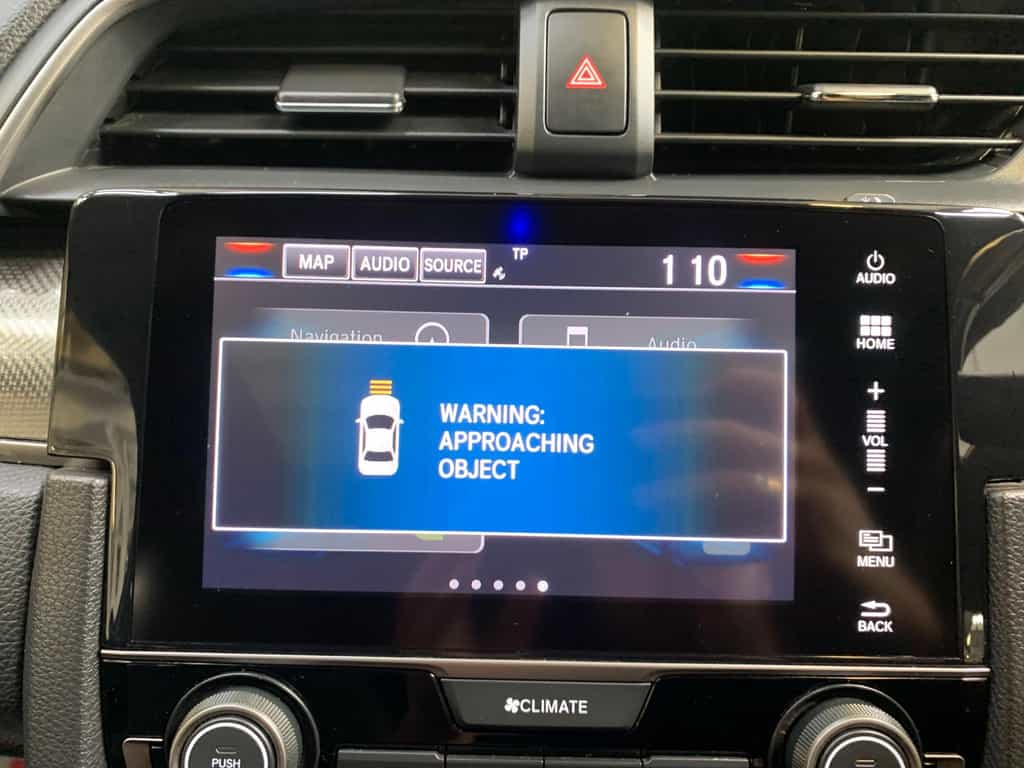 MAP AUDIO SOURCE TP 1 10
AUDIO
HOME
Navigation Audio
WARNING:
APPROACHING
OBJECT
+
VOL
-
MENU
BACK
CLIMATE
PUSH